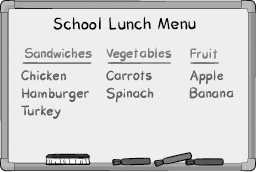 School Lunch Menu
Sandwiches Vegetables Fruit
Chicken Carrots Apple
Hamburger Spinach Banana
Turkey